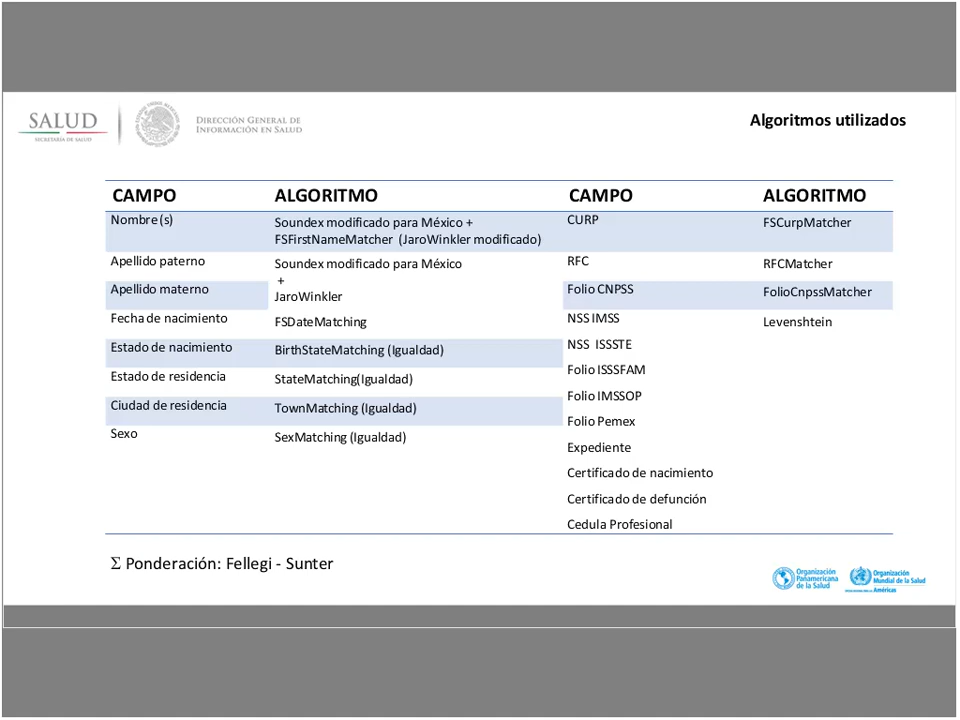 SALUD
SECRETARÍA DE SALUD
DIRECCIÓN GENERAL DE
INFORMACIÓN EN SALUD
Algoritmos utilizados
CAMPO ALGORITMO CAMPO ALGORITMO
Nombre (s)
Soundex modificado para México +
FSFirstNameMatcher (JaroWinkler modificado)
CURP FSCurpMatcher
Apellido paterno
Soundex modificado para México
+
JaroWinkler
RFC RFCMatcher
Apellido materno
Folio CNPSS FolioCnpssMatcher
Fecha de nacimiento FSDateMatching
NSS IMSS Levenshtein
Estado de nacimiento BirthStateMatching (Igualdad)
NSS ISSSTE
Estado de residencia StateMatching(Igualdad)
Folio ISSSFAM
Ciudad de residencia TownMatching (Igualdad)
Folio IMSSOP
Sexo SexMatching (Igualdad)
Folio Pemex
Expediente
Certificado de nacimiento
Certificado de defunción
Cedula Profesional
Σ Ponderación: Fellegi - Sunter
Organización
Panamericana
de la Salud
Organización
Mundial de la Salud
Américas